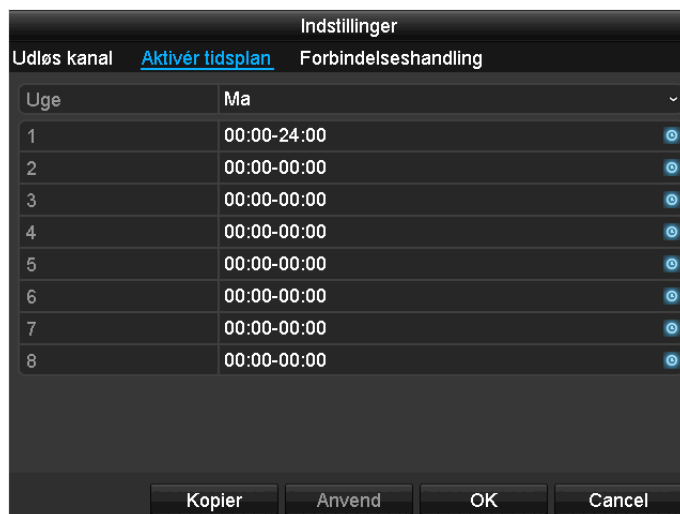 Indstillinger
Udløs kanal Aktivér tidsplan Forbindelseshandling
Uge Ma
1 00:00-24:00
2 00:00-00:00
3 00:00-00:00
4 00:00-00:00
5 00:00-00:00
6 00:00-00:00
7 00:00-00:00
8 00:00-00:00
Kopier Anvend OK Cancel